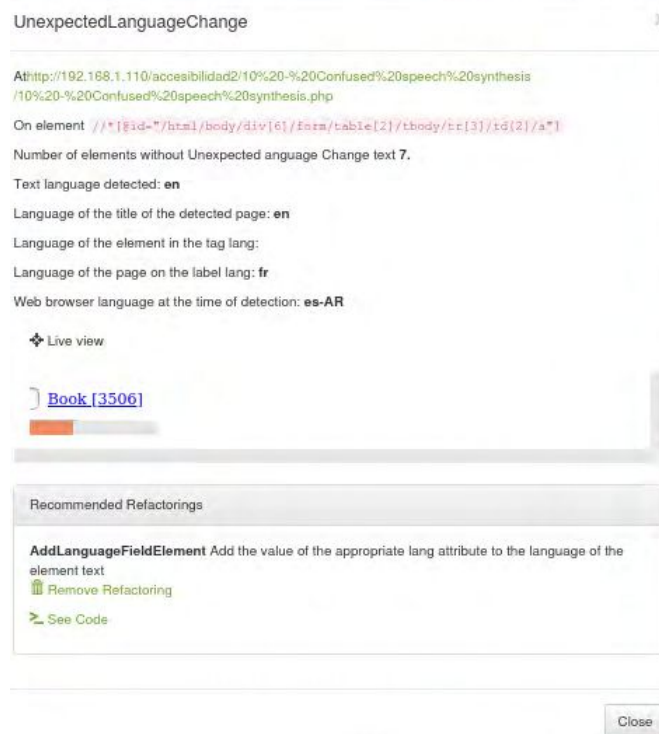 UnexpectedLanguageChange
Athttp://192.168.1.110/accesibilidad2/10%20-%20Confused%20speech%20synthesis
/10%20-%20Confused%20speech%20synthesis.php
On element //*[@id="/html/body/div[6]/form/table[2]/tbody/tr[3]/td[2]/a"]
Number of elements without Unexpected anguage Change text 7.
Text language detected: en
Language of the title of the detected page: en
Language of the element in the tag lang:
Language of the page on the label lang: fr
Web browser language at the time of detection: es-AR
Live view
Book [3506]
Recommended Refactorings
AddLanguageFieldElement Add the value of the appropriate lang attribute to the language of the
element text
Remove Refactoring
See Code
Close